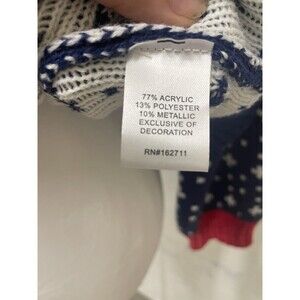 77% ACRYLIC
13% POLYESTER
10% METALLIC
EXCLUSIVE OF
DECORATION
RN#162711